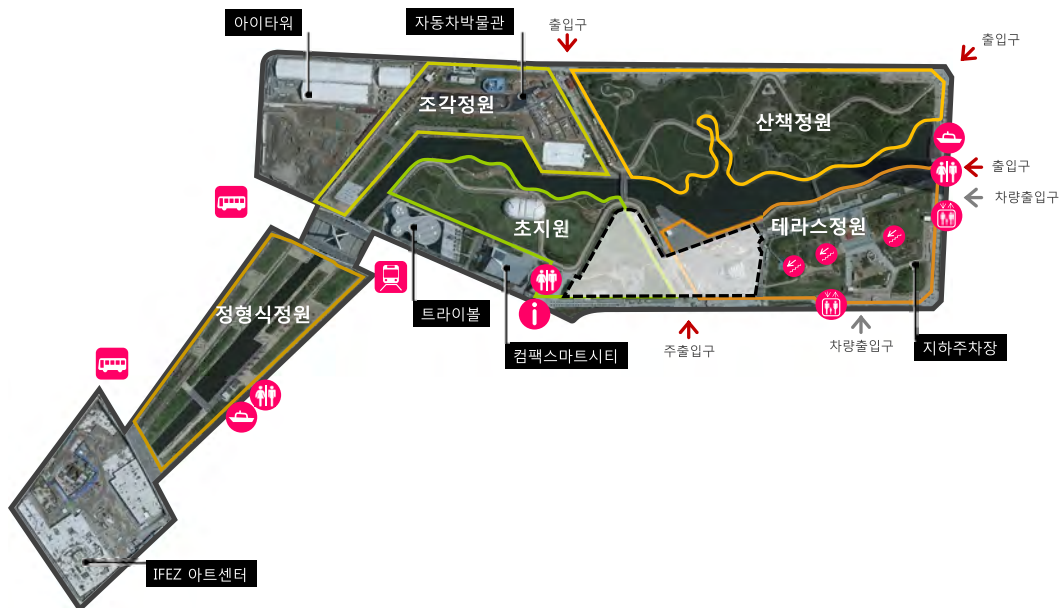 아이타워
자동차박물관
출입구
출입구
조각정원
산책정원
출입구
차량출입구
초지원
테라스정원
정형식정원
트라이볼
컴팩스마트시티
주출입구
차량출입구
지하주차장
IFEZ 아트센터